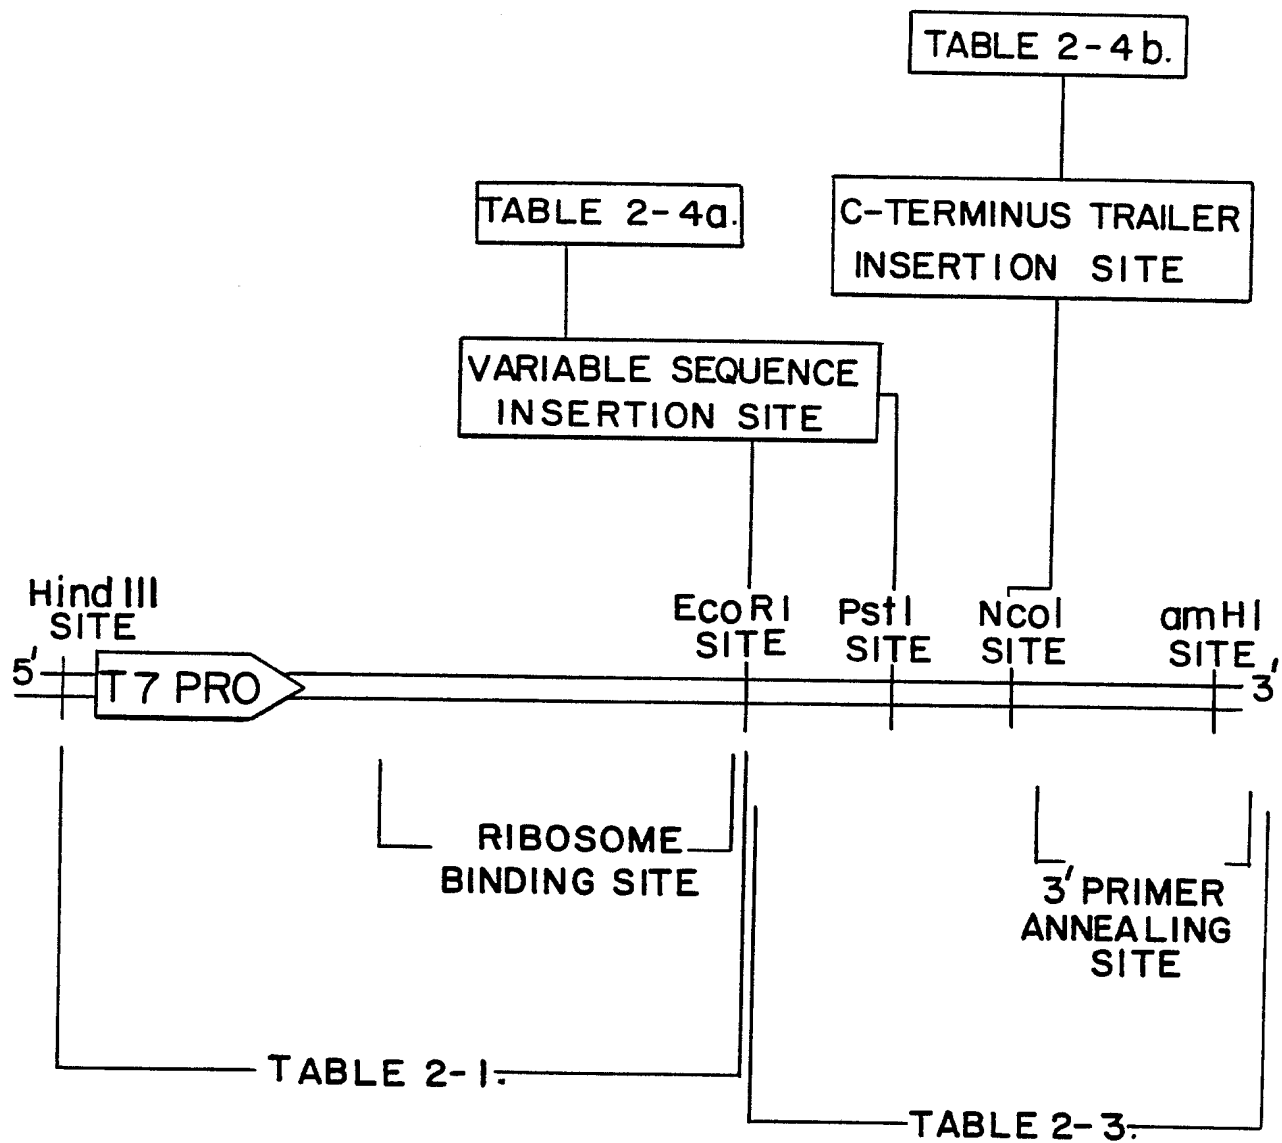 TABLE 2-4b.
C-TERMINUS TRAILER
INSERTION SITE
TABLE 2-4a.
VARIABLE SEQUENCE
INSERTION SITE
Hind III
SITE
EcoRI
SITE
PstI
SITE
NcoI
SITE
amHI
SITE
5'
T7 PRO
3'
RIBOSOME
BINDING SITE
3' PRIMER
ANNEALING
SITE
TABLE 2-1.
TABLE 2-3.